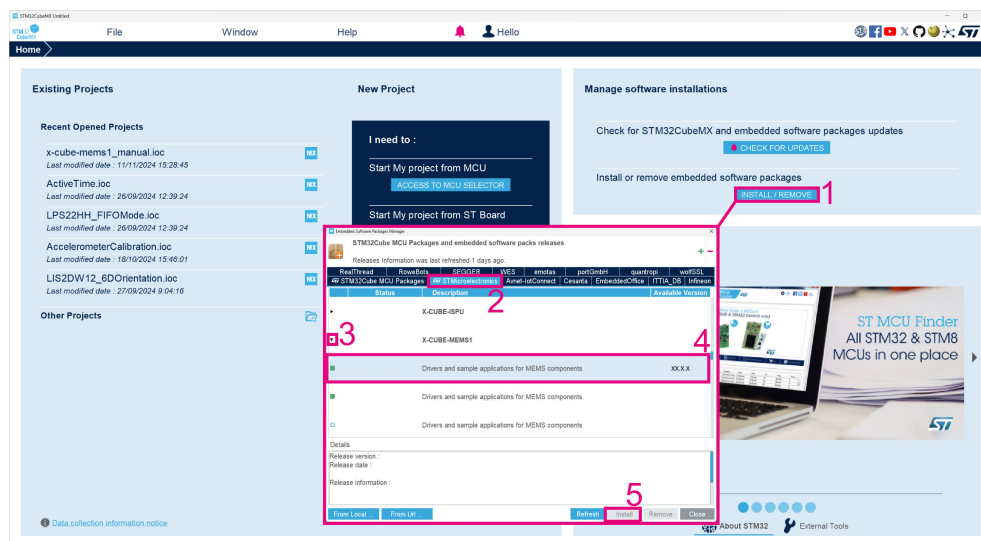 STM32CubeMX Untitled
STM32 CubeMX
File Window Help Hello
Home
Existing Projects
Recent Opened Projects
x-cube-mems1_manual.ioc
Last modified date : 11/11/2024 15:28:45
MX
ActiveTime.ioc
Last modified date : 26/09/2024 12:39:24
MX
LPS22HH_FIFOMode.ioc
Last modified date : 26/09/2024 12:39:24
MX
AccelerometerCalibration.ioc
Last modified date : 18/10/2024 15:46:01
MX
LIS2DW12_6DOrientation.ioc
Last modified date : 27/09/2024 9:04:16
MX
Other Projects
Data collection information notice
New Project
I need to :
Start My project from MCU
ACCESS TO MCU SELECTOR
Start My project from ST Board
Manage software installations
Check for STM32CubeMX and embedded software packages updates
CHECK FOR UPDATES
Install or remove embedded software packages
INSTALL / REMOVE
1
Embedded Software Packages Manager
STM32Cube MCU Packages and embedded software packs releases
Releases Information was last refreshed 1 days ago.
RealThread RoweBots SEGGER WES emotas portGmbH quantropi wolfSSL
STM32Cube MCU Packages STMicroelectronics Avnet-IotConnect Cesanta EmbeddedOffice ITTIA_DB Infineon
2
Status Description Available Version
X-CUBE-ISPU
3
X-CUBE-MEMS1
4
Drivers and sample applications for MEMS components XX.X.X
Drivers and sample applications for MEMS components
Drivers and sample applications for MEMS components
Details
Release version :
Release date :
Release information :
5
From Local ... From Url ... Refresh Install Remove Close
ST MCU Finder
All STM32 & STM8
MCUs in one place
About STM32 External Tools